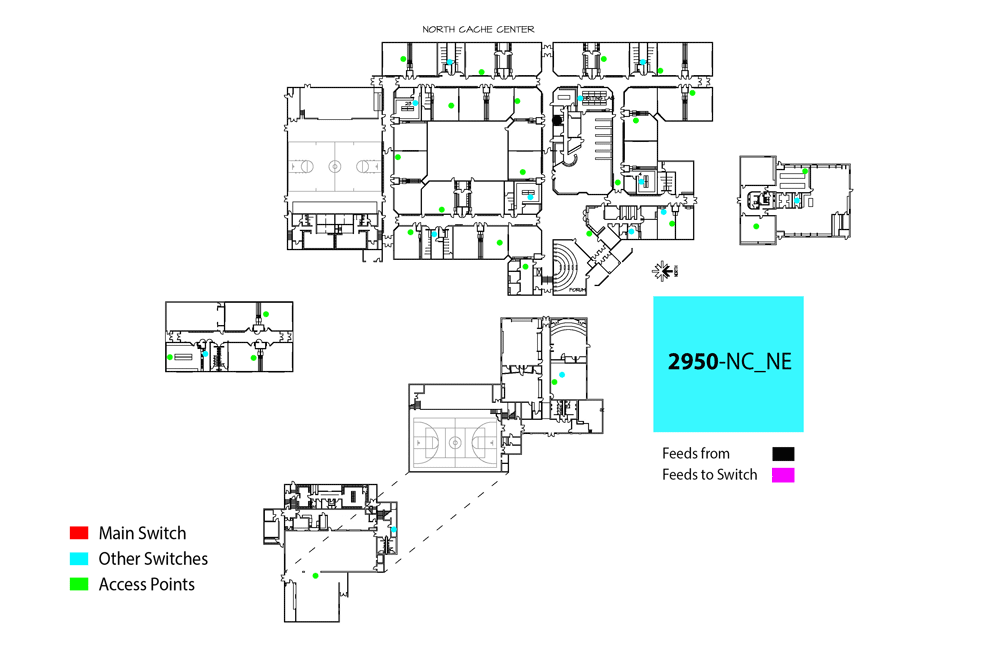 NORTH CACHE CENTER
FORUM
NORTH
2950-NC_NE
Feeds from
Feeds to Switch
Main Switch
Other Switches
Access Points